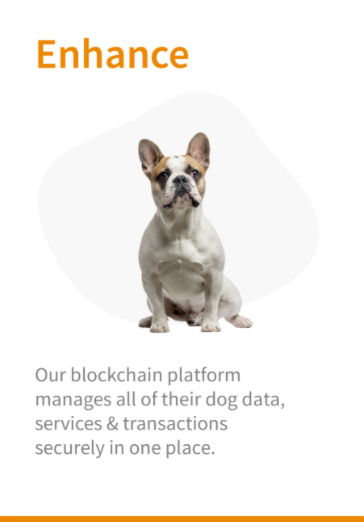 Enhance
Our blockchain platform
manages all of their dog data,
services & transactions
securely in one place.